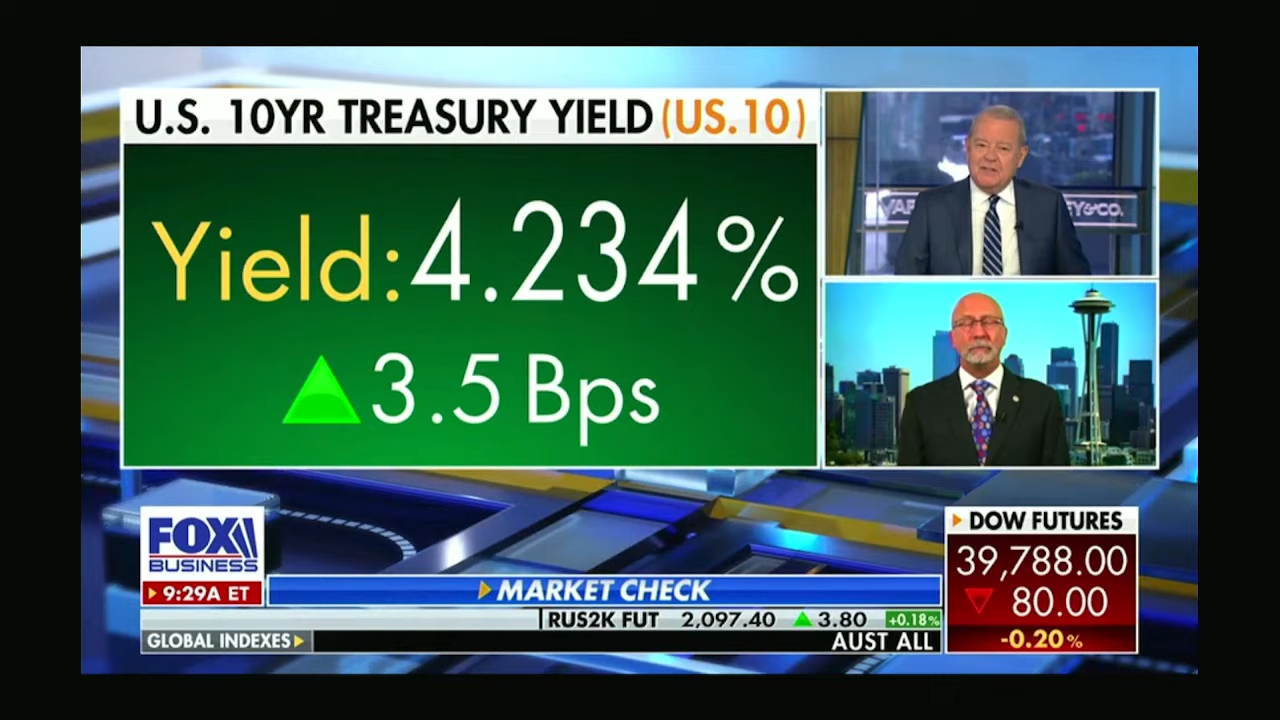 U.S. 10YR TREASURY YIELD (US.10)
Yield: 4.234%
3.5 Bps
FOX
BUSINESS
9:29A ET
MARKET CHECK
RUS2K FUT 2,097.40 3.80 +0.18%
GLOBAL INDEXES
AUST ALL
DOW FUTURES
39,788.00
80.00
-0.20%